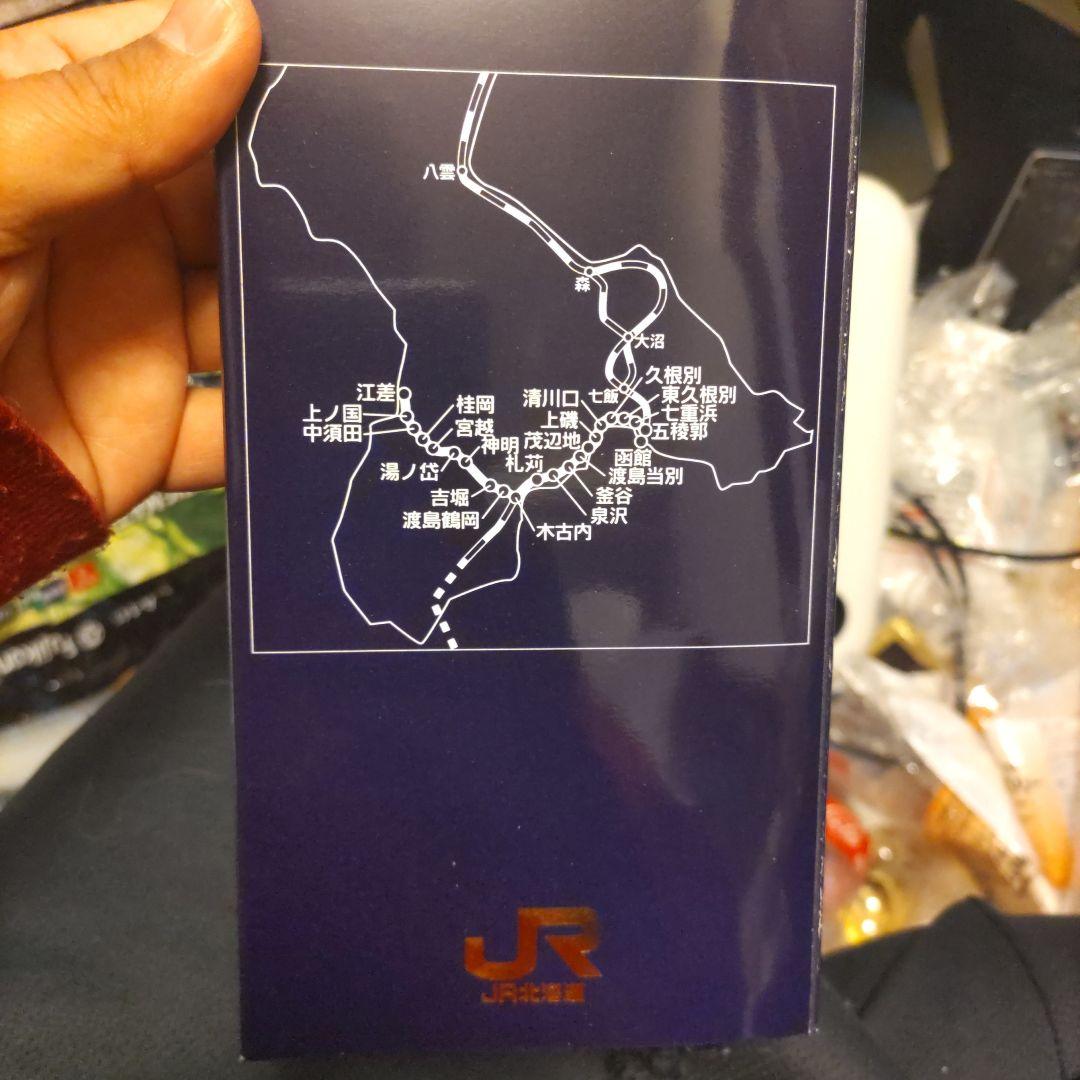 八雲
森
大沼
久根別
江差
清川口
七飯
東久根別
桂岡
上ノ国
上磯
七重浜
宮越
中須田
茂辺地
五稜郭
神明
札苅
函館
湯ノ岱
渡島当別
吉堀
釜谷
渡島鶴岡
泉沢
木古内
JR
JR北海道